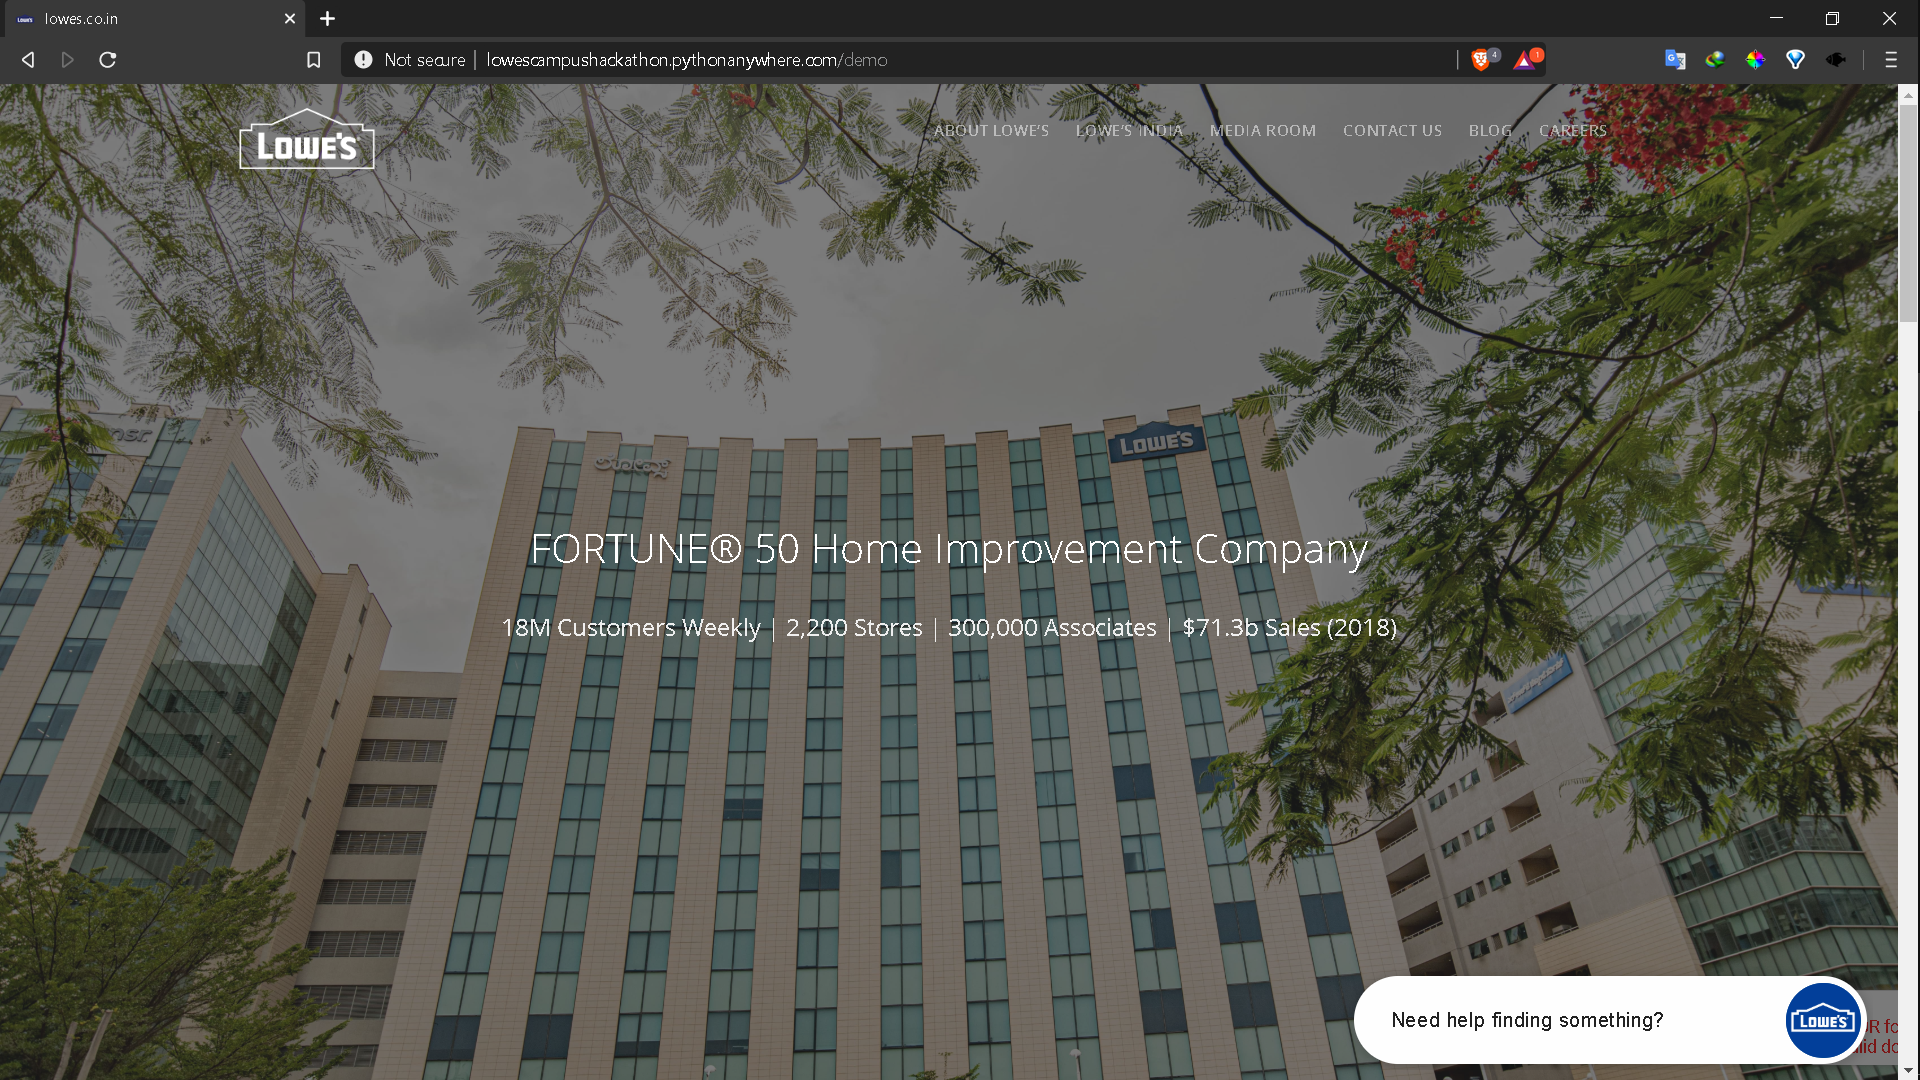 lowes.co.in
Not secure
lowescampushackathon.pythonanywhere.com/demo
4
1
LOWE'S
ABOUT LOWE'S
LOWE'S INDIA
MEDIA ROOM
CONTACT US
BLOG
CAREERS
LOWE'S
FORTUNE® 50 Home Improvement Company
18M Customers Weekly | 2,200 Stores | 300,000 Associates | $71.3b Sales (2018)
Need help finding something?
LOWE'S